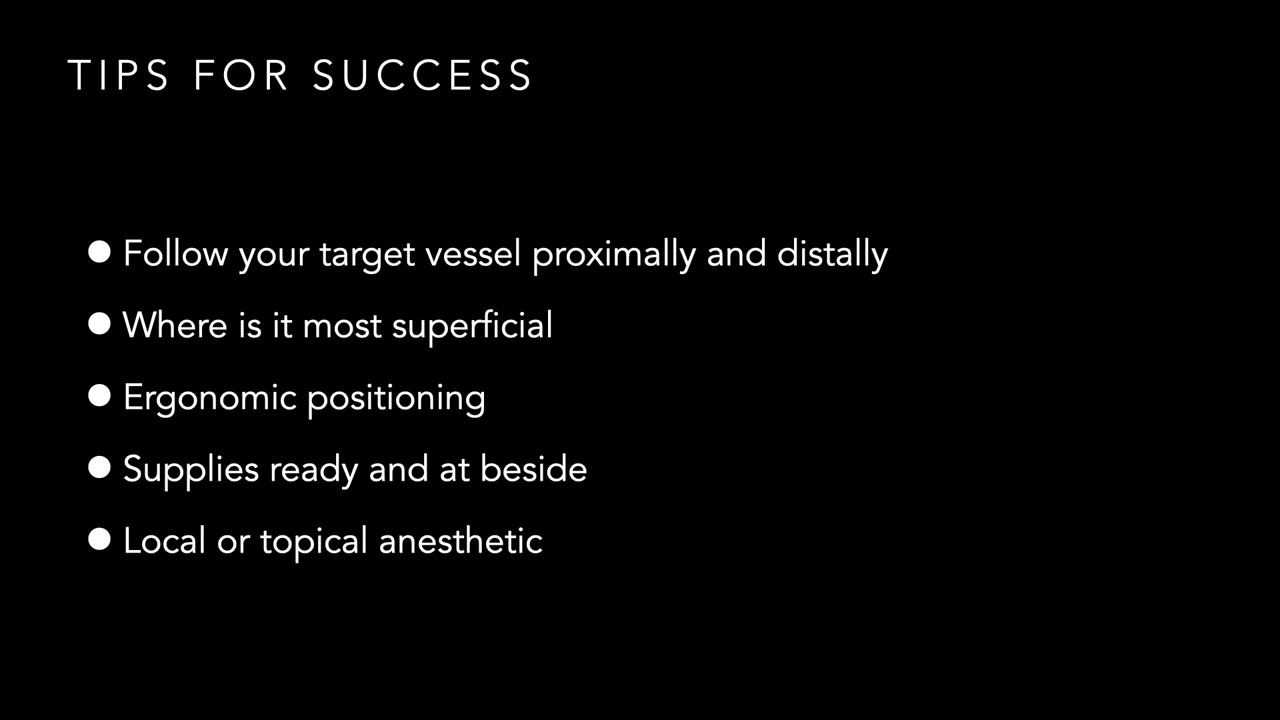 TIPS FOR SUCCESS
● Follow your target vessel proximally and distally
● Where is it most superficial
● Ergonomic positioning
● Supplies ready and at beside
● Local or topical anesthetic